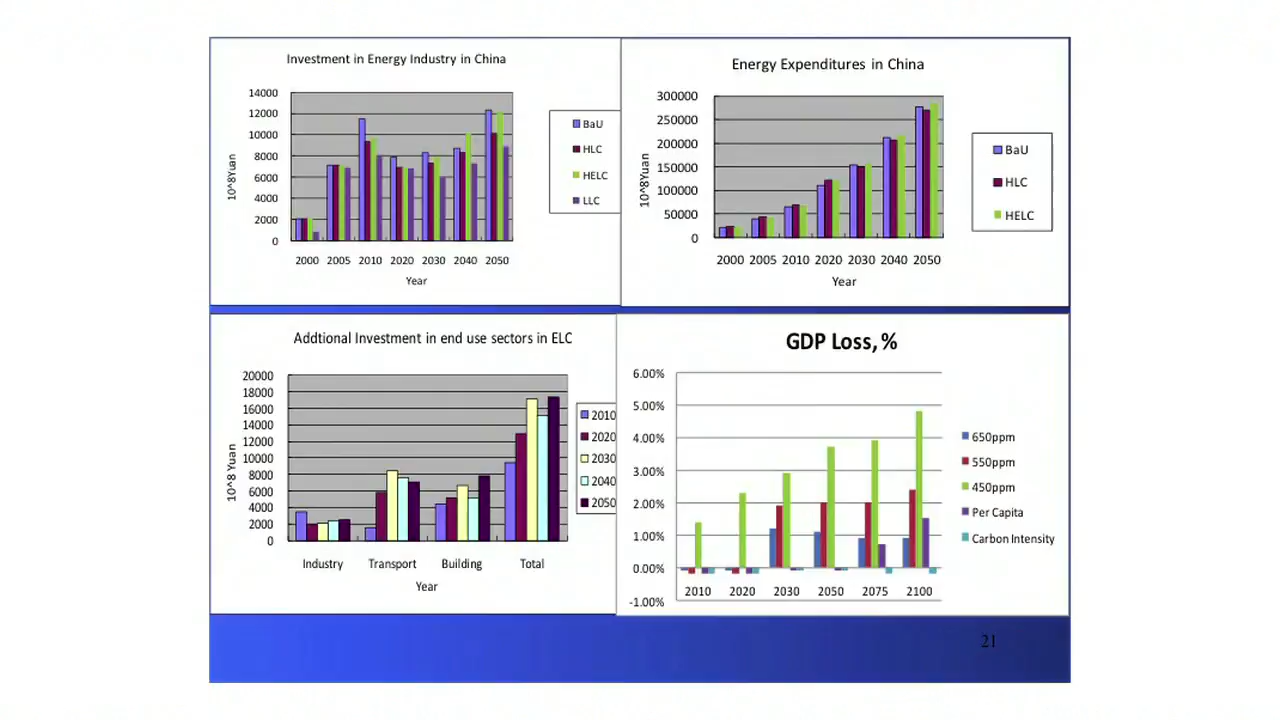 Investment in Energy Industry in China
14000
12000
10000
8000
6000
4000
2000
0
10^8Yuan
2000 2005 2010 2020 2030 2040 2050
Year
BaU
HLC
HELC
LLC
Energy Expenditures in China
300000
250000
200000
150000
100000
50000
0
10^8Yuan
2000 2005 2010 2020 2030 2040 2050
Year
BaU
HLC
HELC
Addtional Investment in end use sectors in ELC
20000
18000
16000
14000
12000
10000
8000
6000
4000
2000
0
10^8 Yuan
Industry Transport Building Total
Year
2010
2020
2030
2040
2050
GDP Loss, %
6.00%
5.00%
4.00%
3.00%
2.00%
1.00%
0.00%
-1.00%
2010 2020 2030 2050 2075 2100
650ppm
550ppm
450ppm
Per Capita
Carbon Intensity
21